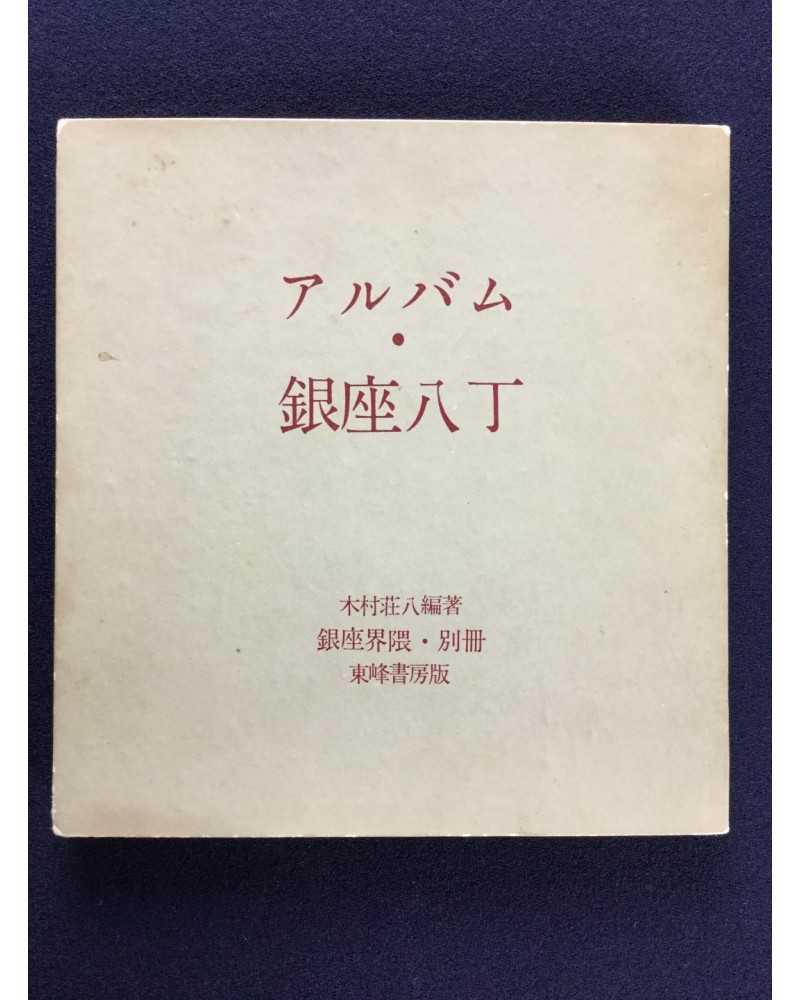 アルバム
・
銀座八丁
木村荘八編著
銀座界隈・別冊
東峰書房版